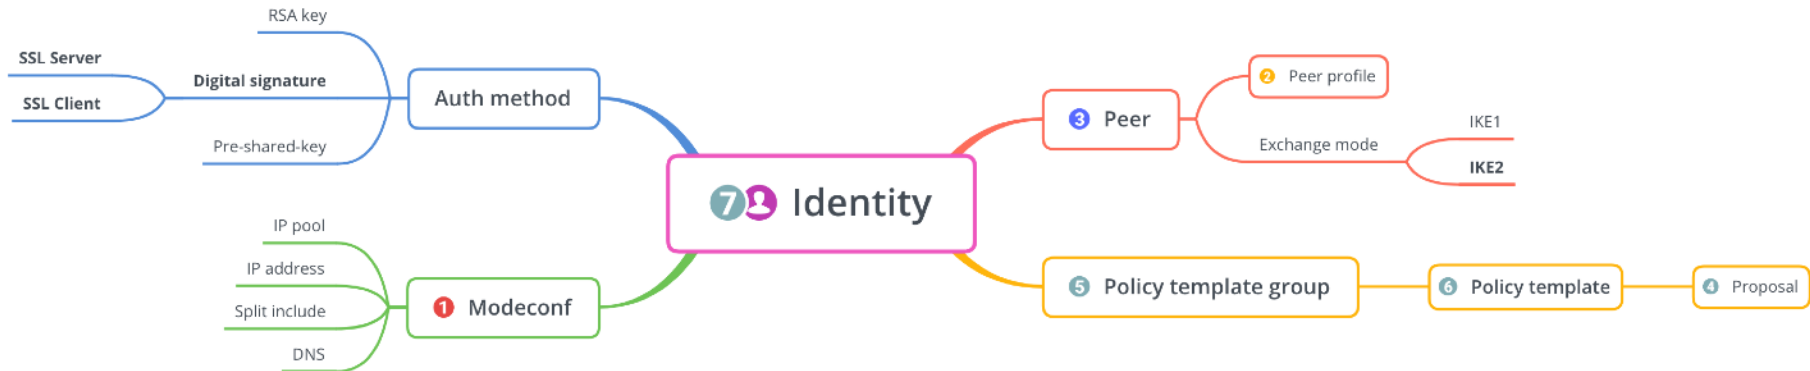 RSA key
SSL Server
Digital signature
SSL Client
Pre-shared-key
Auth method
IP pool
IP address
Split include
DNS
1 Modeconf
7 Identity
3 Peer
2 Peer profile
Exchange mode
IKE1
IKE2
5 Policy template group
6 Policy template
4 Proposal